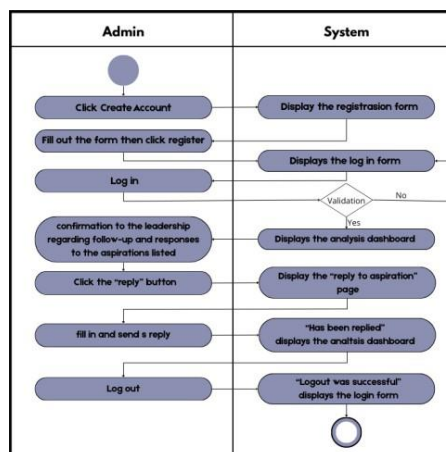 Admin
System
Click Create Account
Display the registrasion form
Fill out the form then click register
Displays the log in form
Log in
Validation
No
Yes
confirmation to the leadership
regarding follow-up and responses
to the aspirations listed
Displays the analysis dashboard
Click the "reply" button
Display the "reply to aspiration"
page
fill in and send s reply
"Has been replied"
displays the analtsis dashboard
Log out
"Logout was successful"
displays the login form